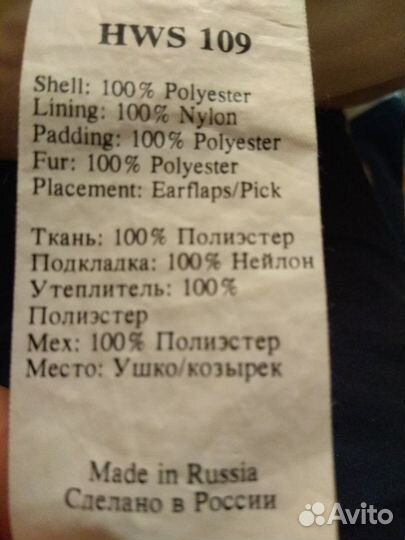 HWS 109
Shell: 100% Polyester
Lining: 100% Nylon
Padding: 100% Polyester
Fur: 100% Polyester
Placement: Earflaps/Pick
Ткань: 100% Полиэстер
Подкладка: 100% Нейлон
Утеплитель: 100%
Полиэстер
Мех: 100% Полиэстер
Место: Ушко/козырек
Made in Russia
Сделано в России
Avito